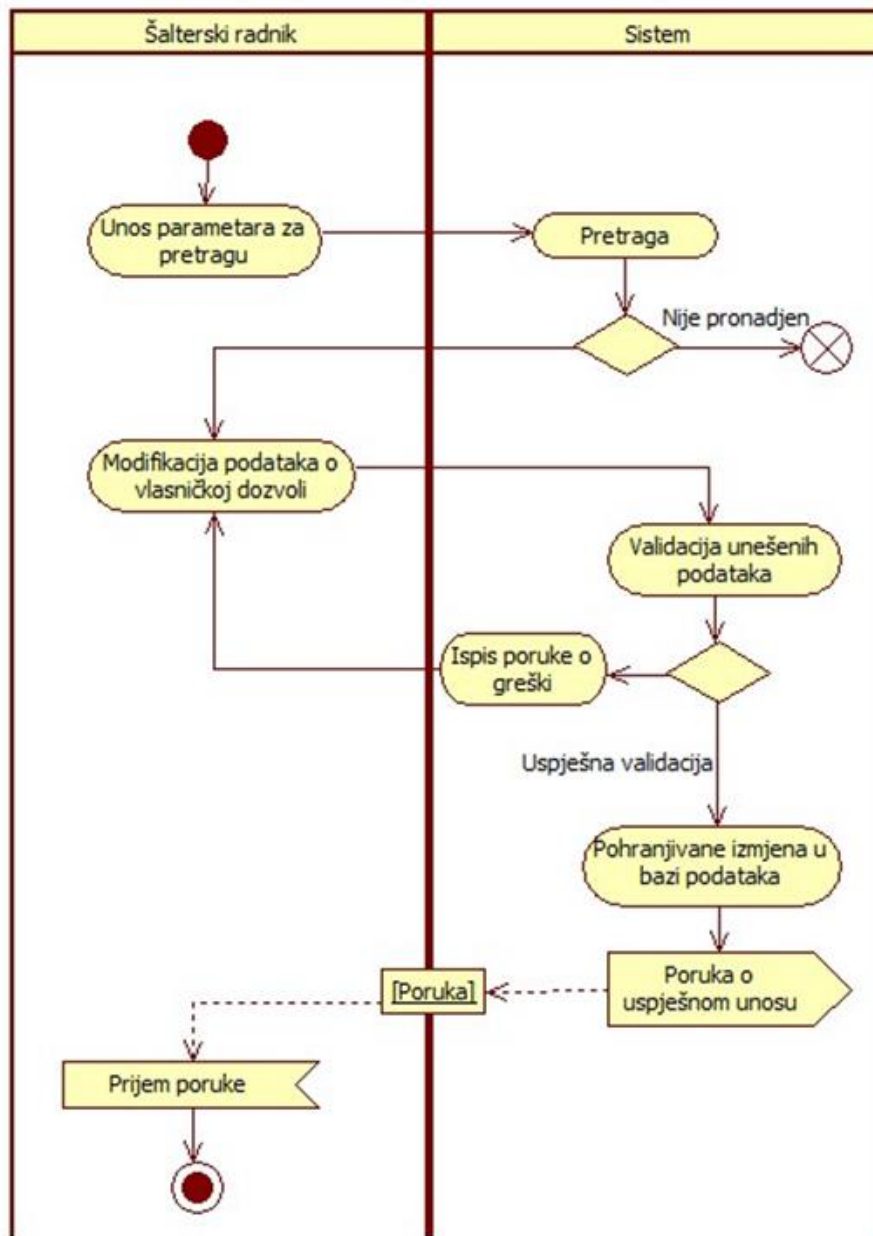 Šalterski radnik
Sistem
Unos parametara za
pretragu
Pretraga
Nije pronadjen
Modifikacija podataka o
vlasničkoj dozvoli
Validacija unešenih
podataka
Ispis poruke o
greški
Uspješna validacija
Pohranjivane izmjena u
bazi podataka
Poruka o
uspješnom unosu
[Poruka]
Prijem poruke